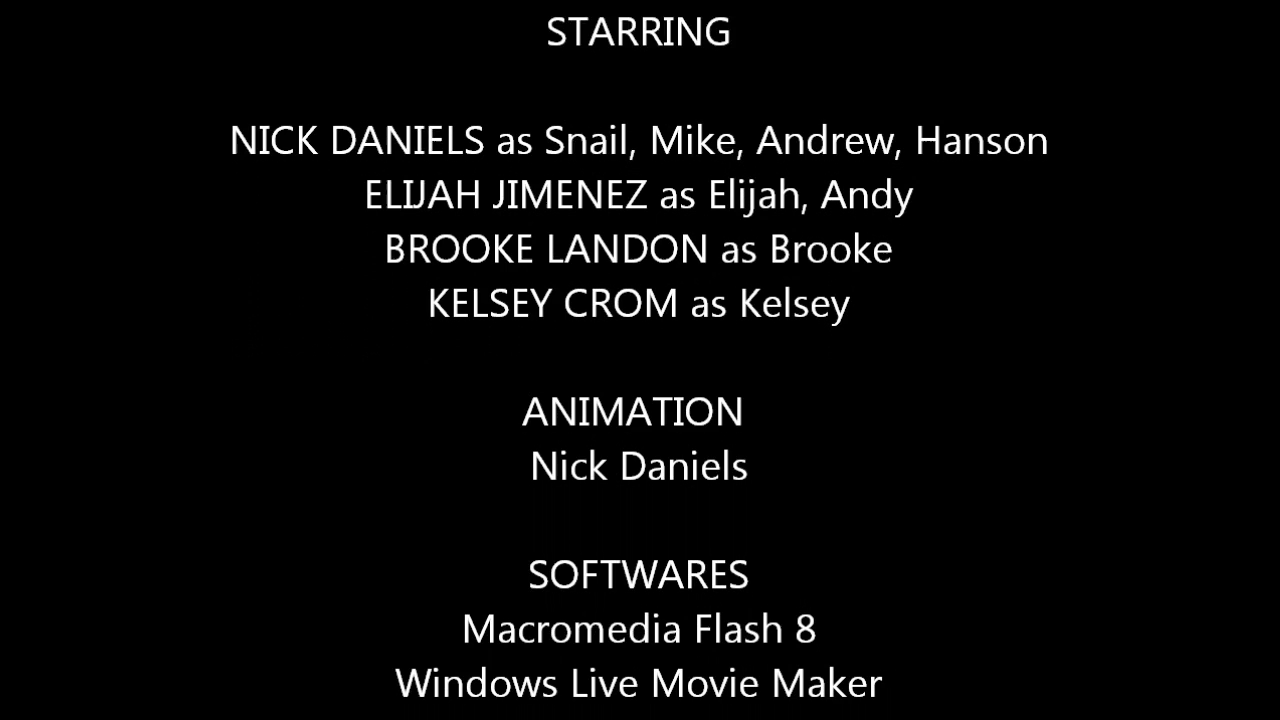 STARRING
NICK DANIELS as Snail, Mike, Andrew, Hanson
ELIJAH JIMENEZ as Elijah, Andy
BROOKE LANDON as Brooke
KELSEY CROM as Kelsey
ANIMATION
Nick Daniels
SOFTWARES
Macromedia Flash 8
Windows Live Movie Maker